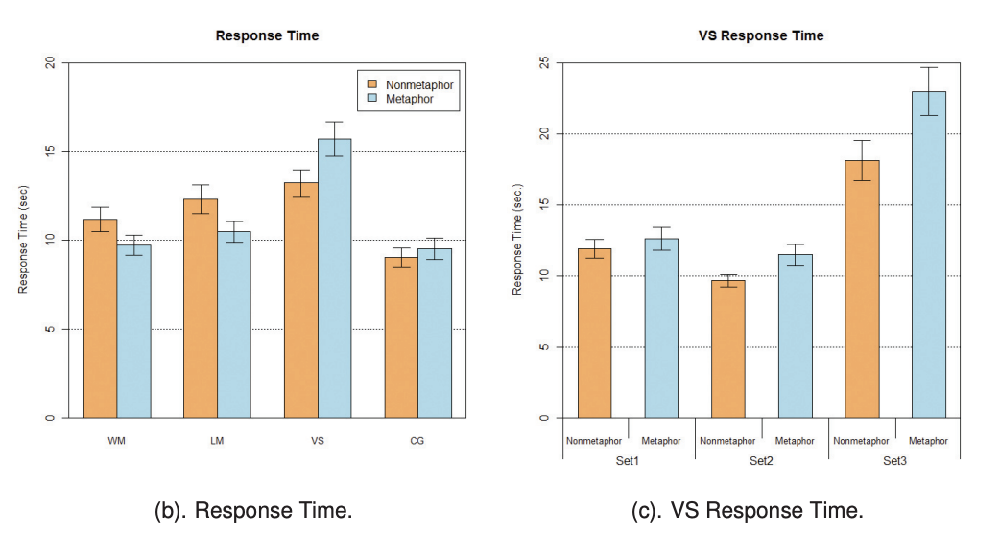 Response Time
Response Time (sec)
20
15
10
5
0
Nonmetaphor
Metaphor
WM LM VS CG
(b). Response Time.
VS Response Time
Response Time (sec.)
25
20
15
10
5
0
Nonmetaphor Metaphor Nonmetaphor Metaphor Nonmetaphor Metaphor
Set1 Set2 Set3
(c). VS Response Time.